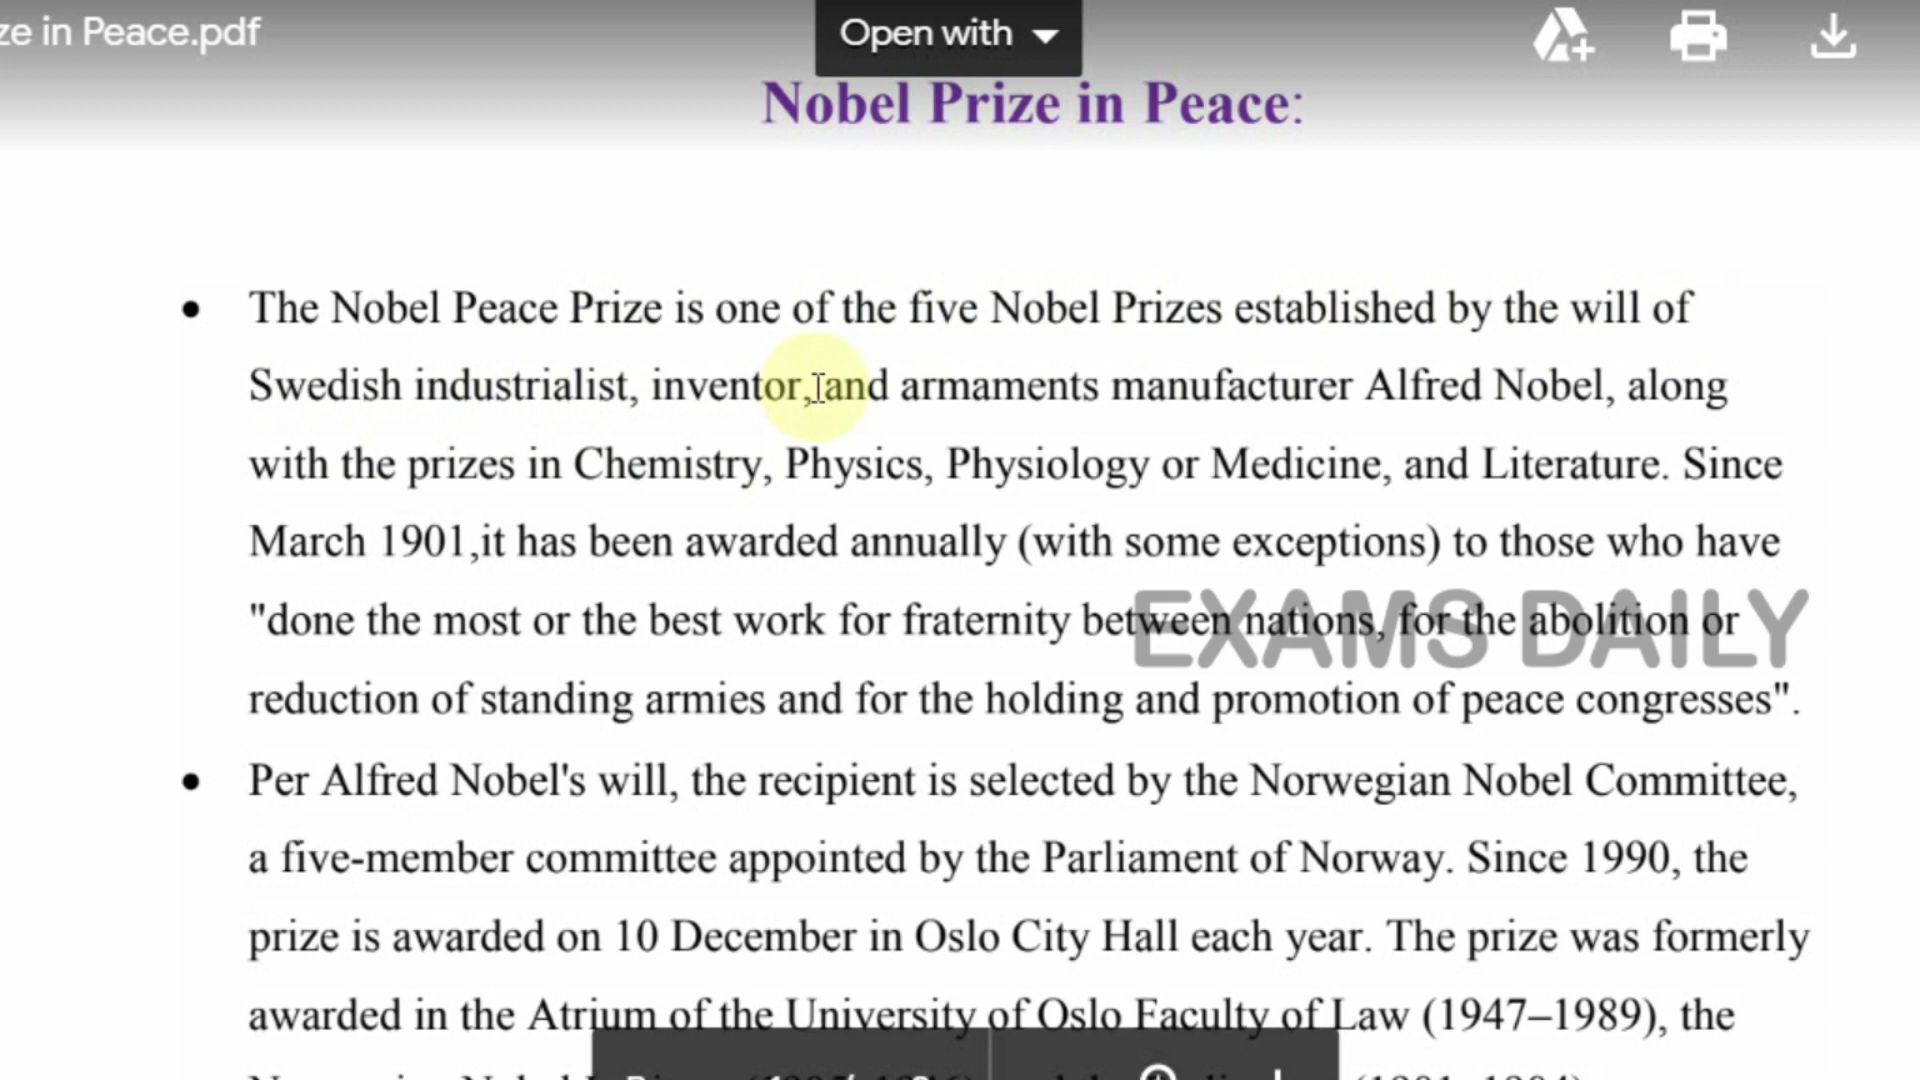 ze in Peace.pdf
Open with
Nobel Prize in Peace:
• The Nobel Peace Prize is one of the five Nobel Prizes established by the will of
Swedish industrialist, inventor, and armaments manufacturer Alfred Nobel, along
with the prizes in Chemistry, Physics, Physiology or Medicine, and Literature. Since
March 1901,it has been awarded annually (with some exceptions) to those who have
"done the most or the best work for fraternity between nations, for the abolition or
EXAMS DAILY
reduction of standing armies and for the holding and promotion of peace congresses".
• Per Alfred Nobel's will, the recipient is selected by the Norwegian Nobel Committee,
a five-member committee appointed by the Parliament of Norway. Since 1990, the
prize is awarded on 10 December in Oslo City Hall each year. The prize was formerly
awarded in the Atrium of the University of Oslo Faculty of Law (1947–1989), the